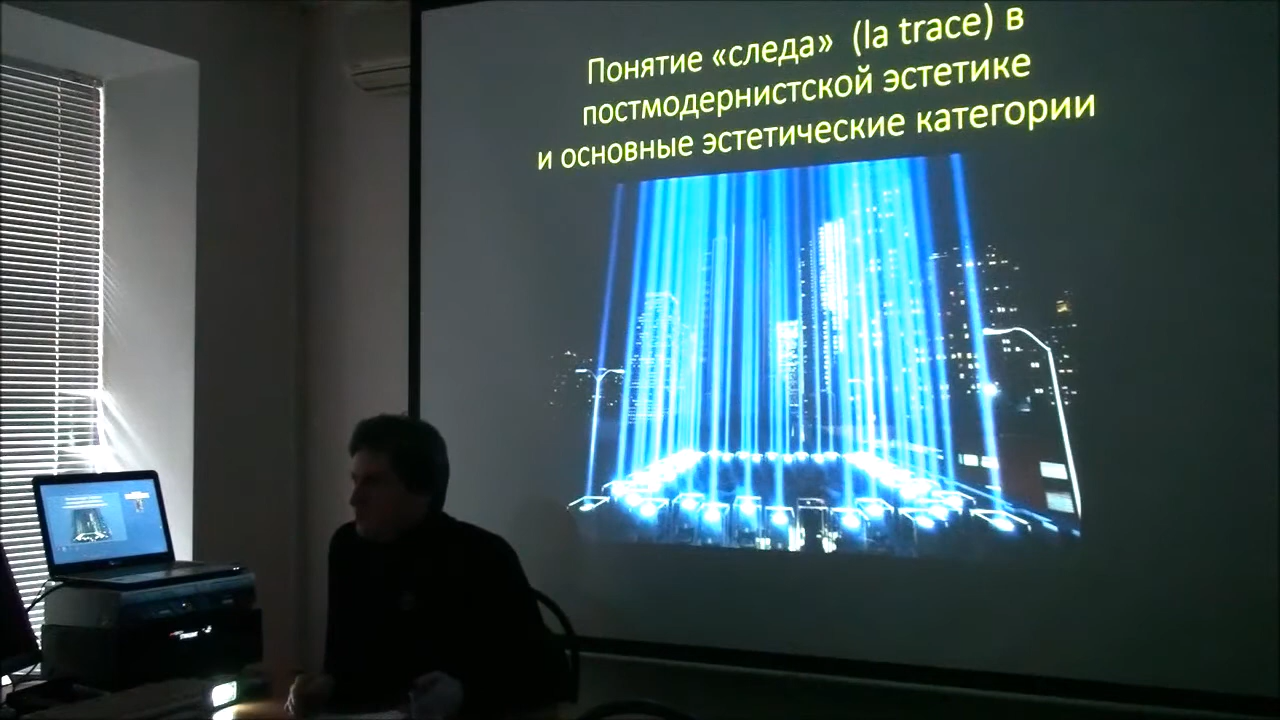 Понятие «следа» (la trace) в
постмодернистской эстетике
и основные эстетические категории